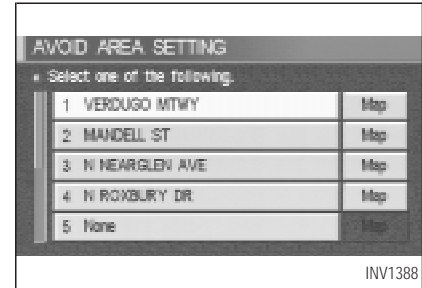 AVOID AREA SETTING
Select one of the following.
1 VERDUGO MTWY Map
2 MANDELL ST Map
3 N NEARGLEN AVE Map
4 N ROXBURY DR Map
5 None Map
INV1388